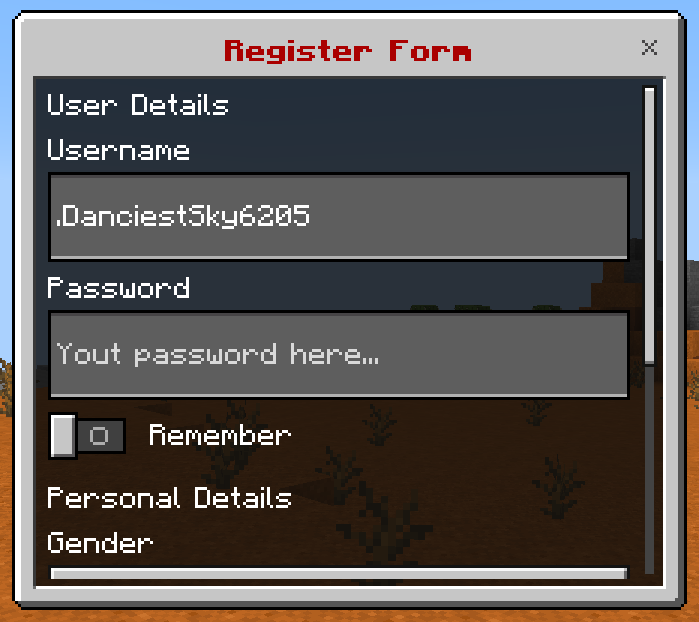 Register Form
User Details
Username
.DanciestSky6205
Password
Yout password here...
Remember
Personal Details
Gender